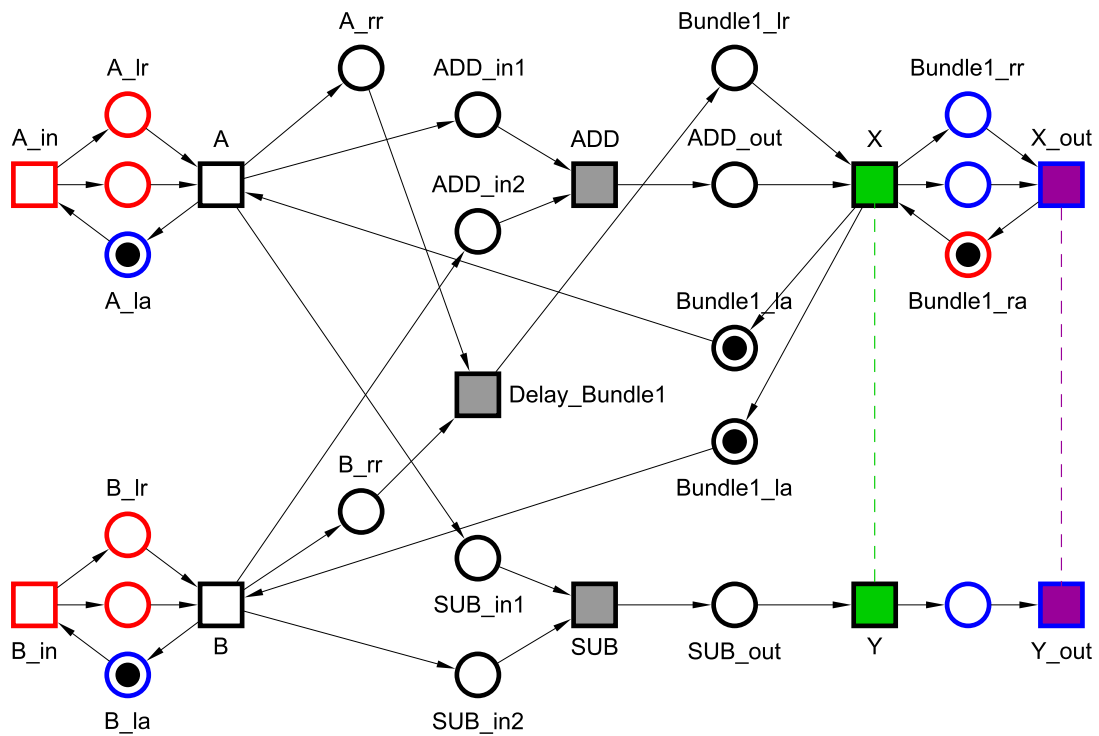 A_rr
Bundle1_lr
A_lr
ADD_in1
Bundle1_rr
A_in
A
ADD
ADD_out
X
X_out
ADD_in2
A_la
Bundle1_la
Bundle1_ra
Delay_Bundle1
B_rr
B_lr
Bundle1_la
SUB_in1
B_in
B
SUB
SUB_out
Y
Y_out
B_la
SUB_in2